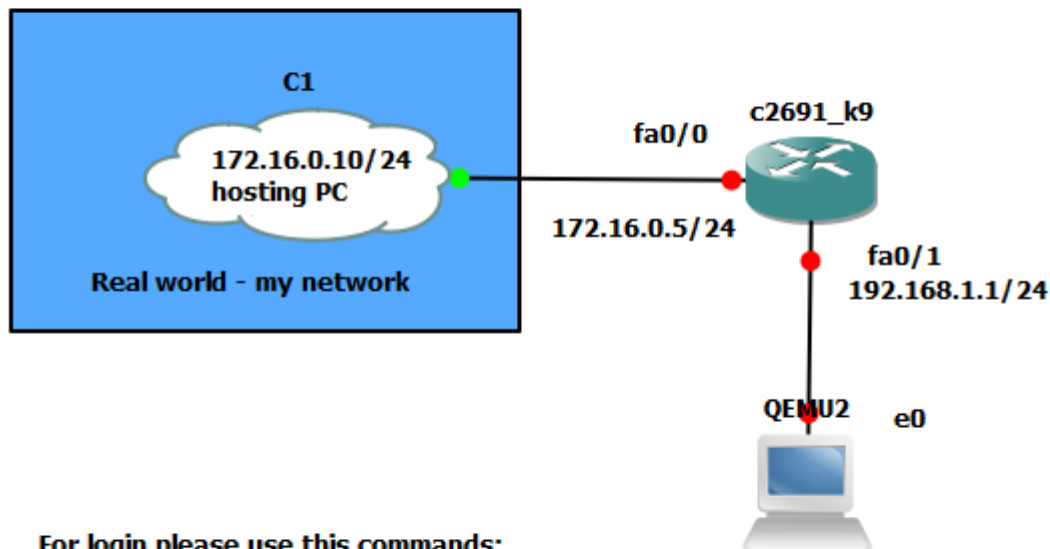 C1
172.16.0.10/24
hosting PC
Real world - my network
fa0/0
c2691_k9
172.16.0.5/24
fa0/1
192.168.1.1/24
QEMU2
e0
For login please use this commands: